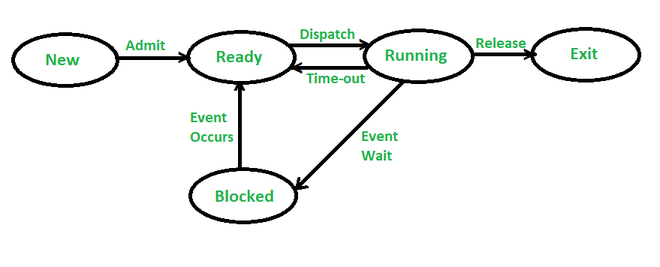 New
Admit
Ready
Dispatch
Time-out
Running
Release
Exit
Event
Occurs
Event
Wait
Blocked